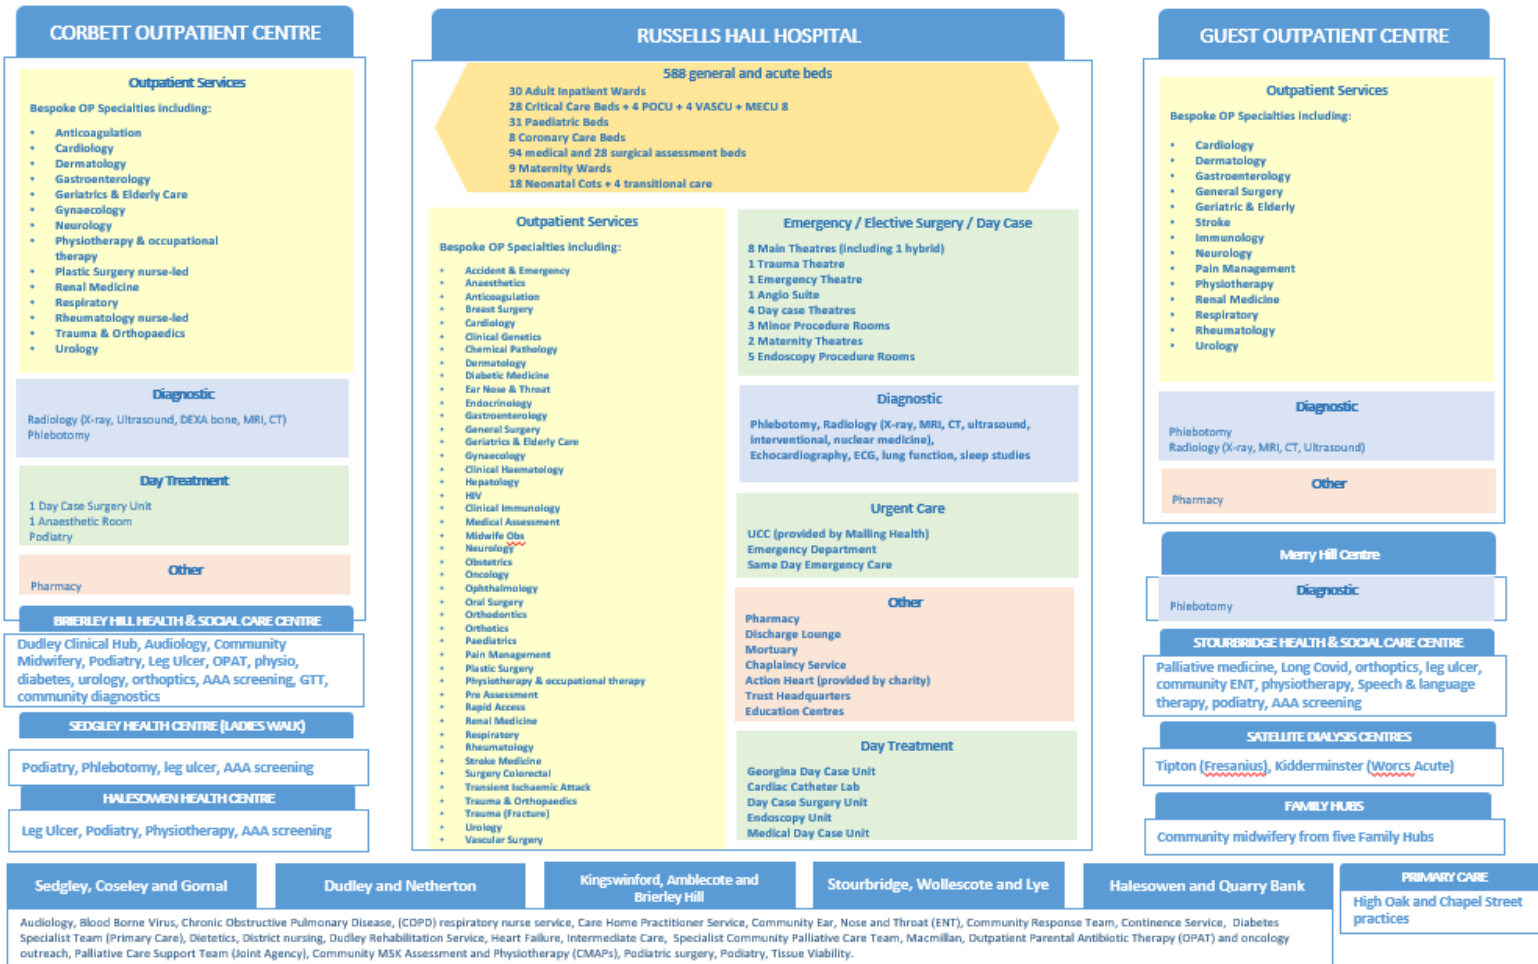 CORBETT OUTPATIENT CENTRE
Outpatient Services
Bespoke OP Specialties including:
• Anticoagulation
• Cardiology
• Dermatology
• Gastroenterology
• Geriatrics & Elderly Care
• Gynaecology
• Neurology
• Physiotherapy & occupational
therapy
• Plastic Surgery nurse-led
• Renal Medicine
• Respiratory
• Rheumatology nurse-led
• Trauma & Orthopaedics
• Urology
Diagnostic
Radiology (X-ray, Ultrasound, DEXA bone, MRI, CT)
Phlebotomy
Day Treatment
1 Day Case Surgery Unit
1 Anaesthetic Room
Podiatry
Other
Pharmacy
BRIERLEY HILL HEALTH & SOCIAL CARE CENTRE
Dudley Clinical Hub, Audiology, Community
Midwifery, Podiatry, Leg Ulcer, OPAT, physio,
diabetes, urology, orthoptics, AAA screening, GTT,
community diagnostics
SEDGLEY HEALTH CENTRE (LADIES WALK)
Podiatry, Phlebotomy, leg ulcer, AAA screening
HALESOWEN HEALTH CENTRE
Leg Ulcer, Podiatry, Physiotherapy, AAA screening
RUSSELLS HALL HOSPITAL
588 general and acute beds
30 Adult Inpatient Wards
28 Critical Care Beds + 4 POCU + 4 VASCU + MECU 8
31 Paediatric Beds
8 Coronary Care Beds
94 medical and 28 surgical assessment beds
9 Maternity Wards
18 Neonatal Cots + 4 transitional care
Outpatient Services
Bespoke OP Specialties including:
• Accident & Emergency
• Anaesthetics
• Anticoagulation
• Breast Surgery
• Cardiology
• Clinical Genetics
• Chemical Pathology
• Dermatology
• Diabetic Medicine
• Ear Nose & Throat
• Endocrinology
• Gastroenterology
• General Surgery
• Geriatrics & Elderly Care
• Gynaecology
• Clinical Haematology
• Hepatology
• HIV
• Clinical Immunology
• Medical Assessment
• Midwife Obs
• Neurology
• Obstetrics
• Oncology
• Ophthalmology
• Oral Surgery
• Orthodontics
• Orthotics
• Paediatrics
• Pain Management
• Plastic Surgery
• Physiotherapy & occupational therapy
• Pre Assessment
• Rapid Access
• Renal Medicine
• Respiratory
• Rheumatology
• Stroke Medicine
• Surgery Colorectal
• Transient Ischaemic Attack
• Trauma & Orthopaedics
• Trauma (Fracture)
• Urology
• Vascular Surgery
Emergency / Elective Surgery / Day Case
8 Main Theatres (including 1 hybrid)
1 Trauma Theatre
1 Emergency Theatre
1 Angio Suite
4 Day case Theatres
3 Minor Procedure Rooms
2 Maternity Theatres
5 Endoscopy Procedure Rooms
Diagnostic
Phlebotomy, Radiology (X-ray, MRI, CT, ultrasound,
interventional, nuclear medicine),
Echocardiography, ECG, lung function, sleep studies
Urgent Care
UCC (provided by Malling Health)
Emergency Department
Same Day Emergency Care
Other
Pharmacy
Discharge Lounge
Mortuary
Chaplaincy Service
Action Heart (provided by charity)
Trust Headquarters
Education Centres
Day Treatment
Georgina Day Case Unit
Cardiac Catheter Lab
Day Case Surgery Unit
Endoscopy Unit
Medical Day Case Unit
GUEST OUTPATIENT CENTRE
Outpatient Services
Bespoke OP Specialties including:
• Cardiology
• Dermatology
• Gastroenterology
• General Surgery
• Geriatric & Elderly
• Stroke
• Immunology
• Neurology
• Pain Management
• Physiotherapy
• Renal Medicine
• Respiratory
• Rheumatology
• Urology
Diagnostic
Phlebotomy
Radiology (X-ray, MRI, CT, Ultrasound)
Other
Pharmacy
Merry Hill Centre
Diagnostic
Phlebotomy
STOURBRIDGE HEALTH & SOCIAL CARE CENTRE
Palliative medicine, Long Covid, orthoptics, leg ulcer,
community ENT, physiotherapy, Speech & language
therapy, podiatry, AAA screening
SATELLITE DIALYSIS CENTRES
Tipton (Fresanius), Kidderminster (Worcs Acute)
FAMILY HUBS
Community midwifery from five Family Hubs
Sedgley, Coseley and Gornal
Dudley and Netherton
Kingswinford, Amblecote and
Brierley Hill
Stourbridge, Wollescote and Lye
Halesowen and Quarry Bank
Audiology, Blood Borne Virus, Chronic Obstructive Pulmonary Disease, (COPD) respiratory nurse service, Care Home Practitioner Service, Community Ear, Nose and Throat (ENT), Community Response Team, Continence Service, Diabetes
Specialist Team (Primary Care), Dietetics, District nursing, Dudley Rehabilitation Service, Heart Failure, Intermediate Care, Specialist Community Palliative Care Team, Macmillan, Outpatient Parental Antibiotic Therapy (OPAT) and oncology
outreach, Palliative Care Support Team (Joint Agency), Community MSK Assessment and Physiotherapy (CMAPs), Podiatric surgery, Podiatry, Tissue Viability.
PRIMARY CARE
High Oak and Chapel Street
practices